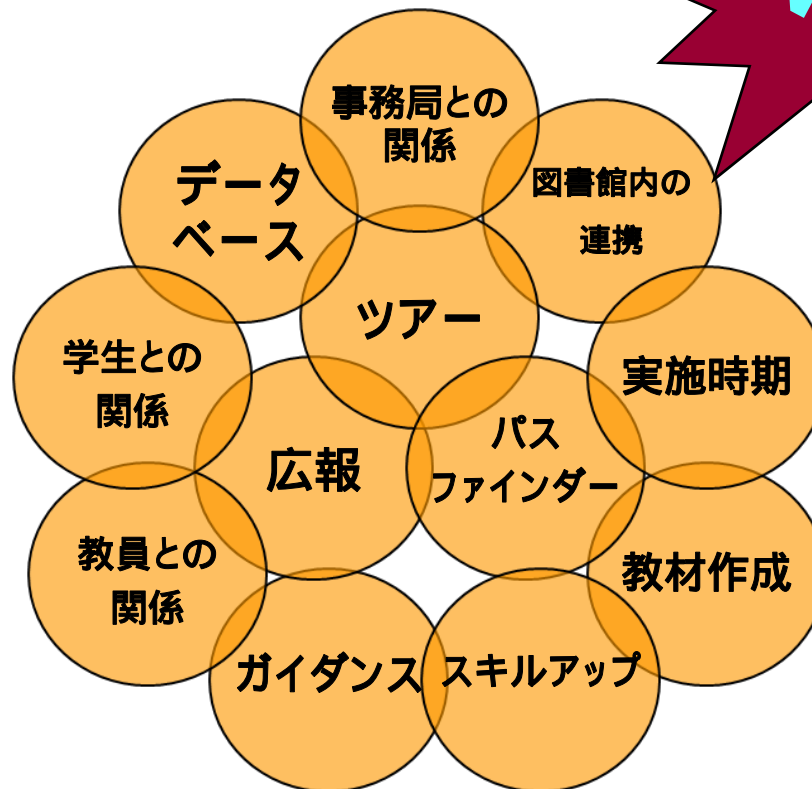 事務局との
関係
データ
ベース
図書館内の
連携
ツアー
学生との
関係
実施時期
パス
ファインダー
広報
教員との
関係
教材作成
ガイダンス
スキルアップ